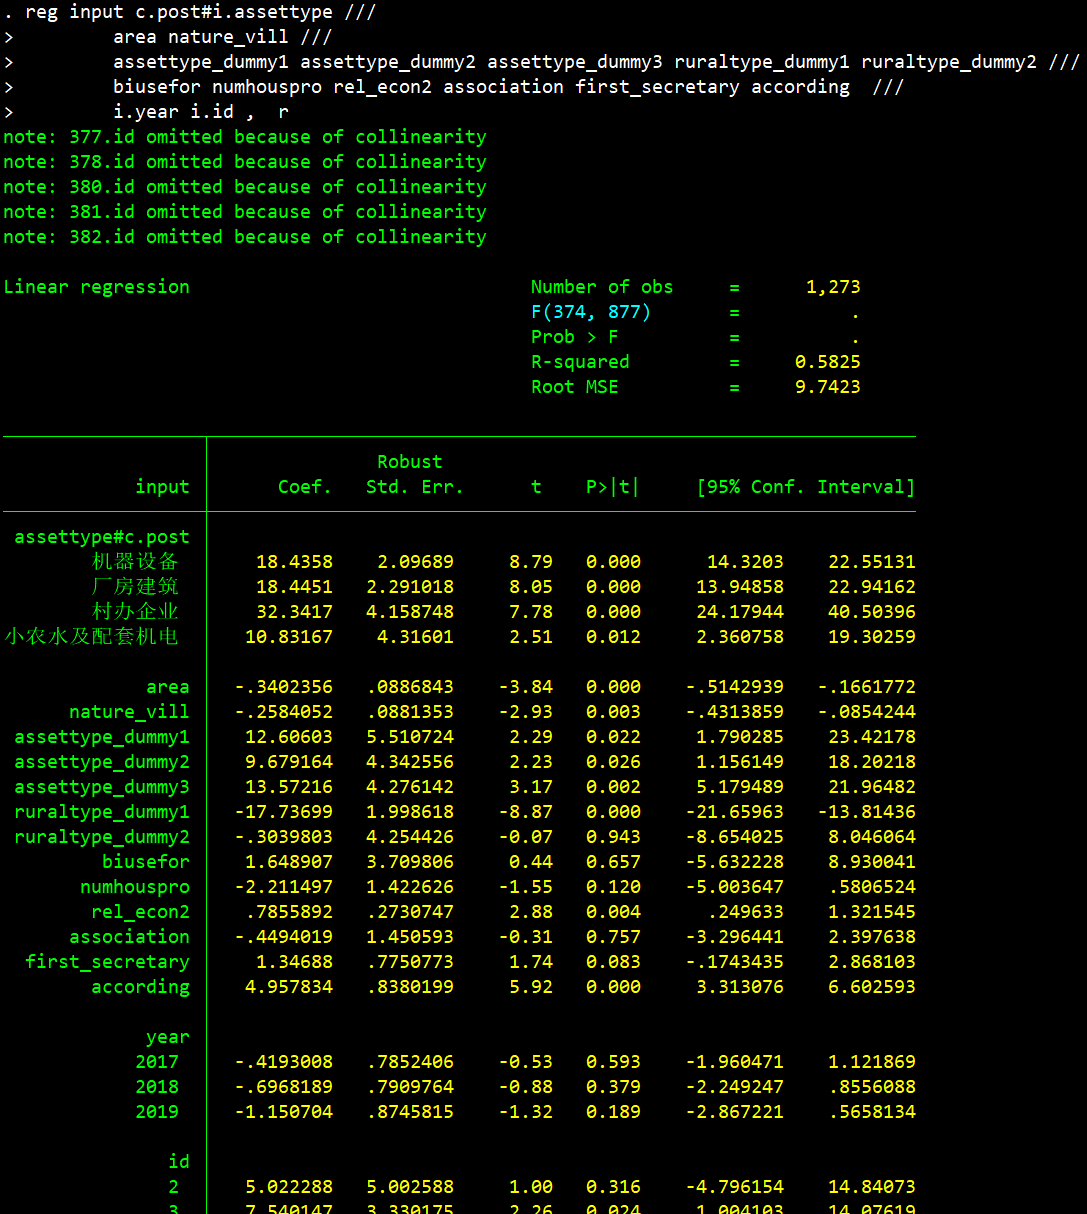 . reg input c.post#i.assettype ///
> area nature_vill ///
> assettype_dummy1 assettype_dummy2 assettype_dummy3 ruraltype_dummy1 ruraltype_dummy2 ///
> biusefor numhouspro rel_econ2 association first_secretary according ///
> i.year i.id , r
note: 377.id omitted because of collinearity
note: 378.id omitted because of collinearity
note: 380.id omitted because of collinearity
note: 381.id omitted because of collinearity
note: 382.id omitted because of collinearity
Linear regression Number of obs = 1,273
F(374, 877) = .
Prob > F = .
R-squared = 0.5825
Root MSE = 9.7423
Robust
input Coef. Std. Err. t P>|t| [95% Conf. Interval]
assettype#c.post
机器设备 18.4358 2.09689 8.79 0.000 14.3203 22.55131
厂房建筑 18.4451 2.291018 8.05 0.000 13.94858 22.94162
村办企业 32.3417 4.158748 7.78 0.000 24.17944 40.50396
小农水及配套机电 10.83167 4.31601 2.51 0.012 2.360758 19.30259
area -.3402356 .0886843 -3.84 0.000 -.5142939 -.1661772
nature_vill -.2584052 .0881353 -2.93 0.003 -.4313859 -.0854244
assettype_dummy1 12.60603 5.510724 2.29 0.022 1.790285 23.42178
assettype_dummy2 9.679164 4.342556 2.23 0.026 1.156149 18.20218
assettype_dummy3 13.57216 4.276142 3.17 0.002 5.179489 21.96482
ruraltype_dummy1 -17.73699 1.998618 -8.87 0.000 -21.65963 -13.81436
ruraltype_dummy2 -.3039803 4.254426 -0.07 0.943 -8.654025 8.046064
biusefor 1.648907 3.709806 0.44 0.657 -5.632228 8.930041
numhouspro -2.211497 1.422626 -1.55 0.120 -5.003647 .5806524
rel_econ2 .7855892 .2730747 2.88 0.004 .249633 1.321545
association -.4494019 1.450593 -0.31 0.757 -3.296441 2.397638
first_secretary 1.34688 .7750773 1.74 0.083 -.1743435 2.868103
according 4.957834 .8380199 5.92 0.000 3.313076 6.602593
year
2017 -.4193008 .7852406 -0.53 0.593 -1.960471 1.121869
2018 -.6968189 .7909764 -0.88 0.379 -2.249247 .8556088
2019 -1.150704 .8745815 -1.32 0.189 -2.867221 .5658134
id
2 5.022288 5.002588 1.00 0.316 -4.796154 14.84073
3 7.540147 3.330175 2.26 0.024 1.004103 14.07619